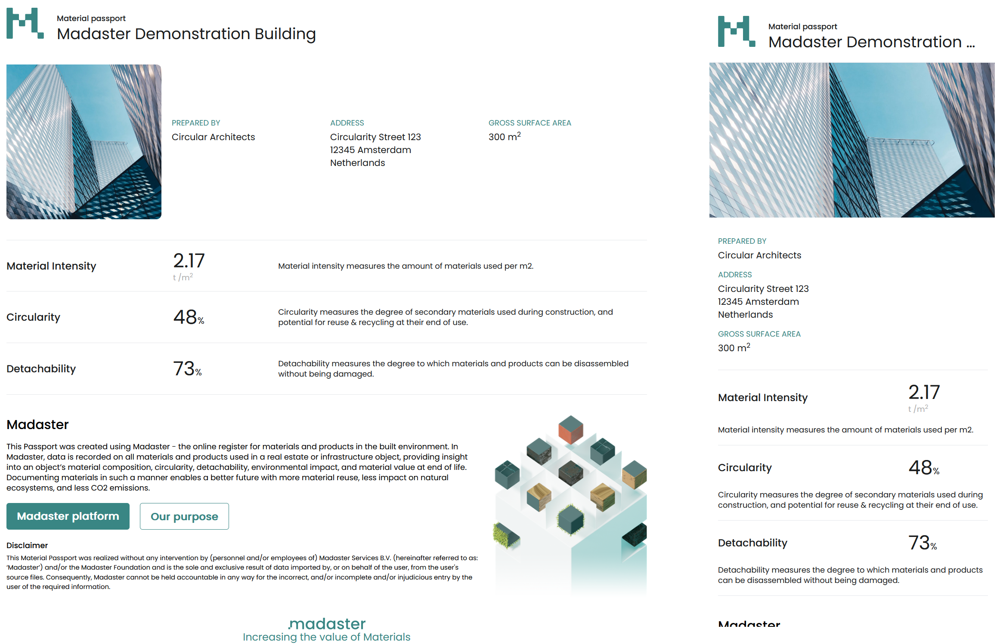 Material passport
Madaster Demonstration Building
PREPARED BY
Circular Architects
ADDRESS
Circularity Street 123
12345 Amsterdam
Netherlands
GROSS SURFACE AREA
300 m²
Material Intensity
2.17
t /m²
Material intensity measures the amount of materials used per m2.
Circularity
48%
Circularity measures the degree of secondary materials used during construction, and
potential for reuse & recycling at their end of use.
Detachability
73%
Detachability measures the degree to which materials and products can be disassembled
without being damaged.
Madaster
This Passport was created using Madaster - the online register for materials and products in the built environment. In
Madaster, data is recorded on all materials and products used in a real estate or infrastructure object, providing insight
into an object’s material composition, circularity, detachability, environmental impact, and material value at end of life.
Documenting materials in such a manner enables a better future with more material reuse, less impact on natural
ecosystems, and less CO2 emissions.
Madaster platform
Our purpose
Disclaimer
This Material Passport was realized without any intervention by (personnel and/or employees of) Madaster Services B.V. (hereinafter referred to as:
‘Madaster’) and/or the Madaster Foundation and is the sole and exclusive result of data imported by, or on behalf of the user, from the user's
source files. Consequently, Madaster cannot be held accountable in any way for the incorrect, and/or incomplete and/or injudicious entry by the
user of the required information.
madaster
Increasing the value of Materials
Material passport
Madaster Demonstration ...
PREPARED BY
Circular Architects
ADDRESS
Circularity Street 123
12345 Amsterdam
Netherlands
GROSS SURFACE AREA
300 m²
Material Intensity
2.17
t /m²
Material intensity measures the amount of materials used per m2.
Circularity
48%
Circularity measures the degree of secondary materials used during
construction, and potential for reuse & recycling at their end of use.
Detachability
73%
Detachability measures the degree to which materials and products
can be disassembled without being damaged.
Madaster